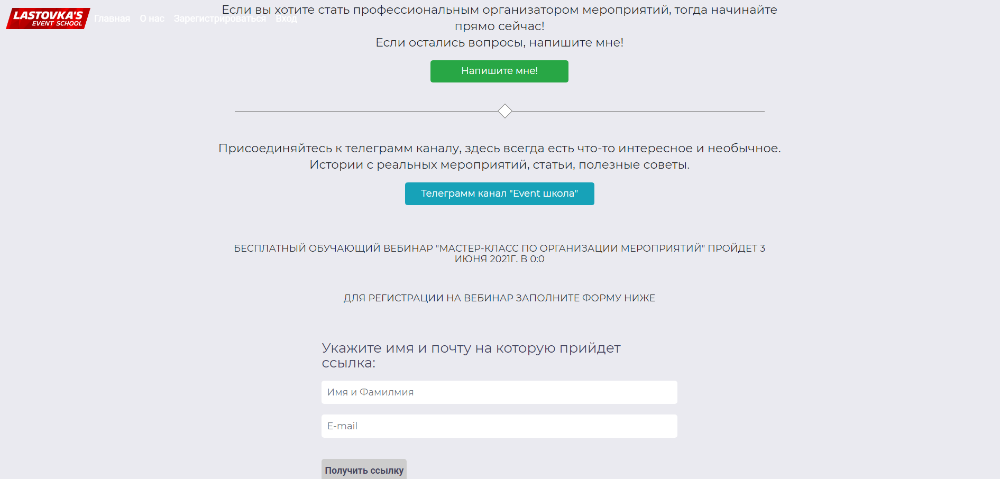 LASTOVKA'S
EVENT SCHOOL
Главная О нас Зарегистрироваться Вход
Если вы хотите стать профессиональным организатором мероприятий, тогда начинайте
прямо сейчас!
Если остались вопросы, напишите мне!
Напишите мне!
Присоединяйтесь к телеграмм каналу, здесь всегда есть что-то интересное и необычное.
Истории с реальных мероприятий, статьи, полезные советы.
Телеграмм канал "Event школа"
БЕСПЛАТНЫЙ ОБУЧАЮЩИЙ ВЕБИНАР "МАСТЕР-КЛАСС ПО ОРГАНИЗАЦИИ МЕРОПРИЯТИЙ" ПРОЙДЕТ 3
ИЮНЯ 2021Г. В 0:0
ДЛЯ РЕГИСТРАЦИИ НА ВЕБИНАР ЗАПОЛНИТЕ ФОРМУ НИЖЕ
Укажите имя и почту на которую прийдет
ссылка:
Имя и Фамилмия
E-mail
Получить ссылку